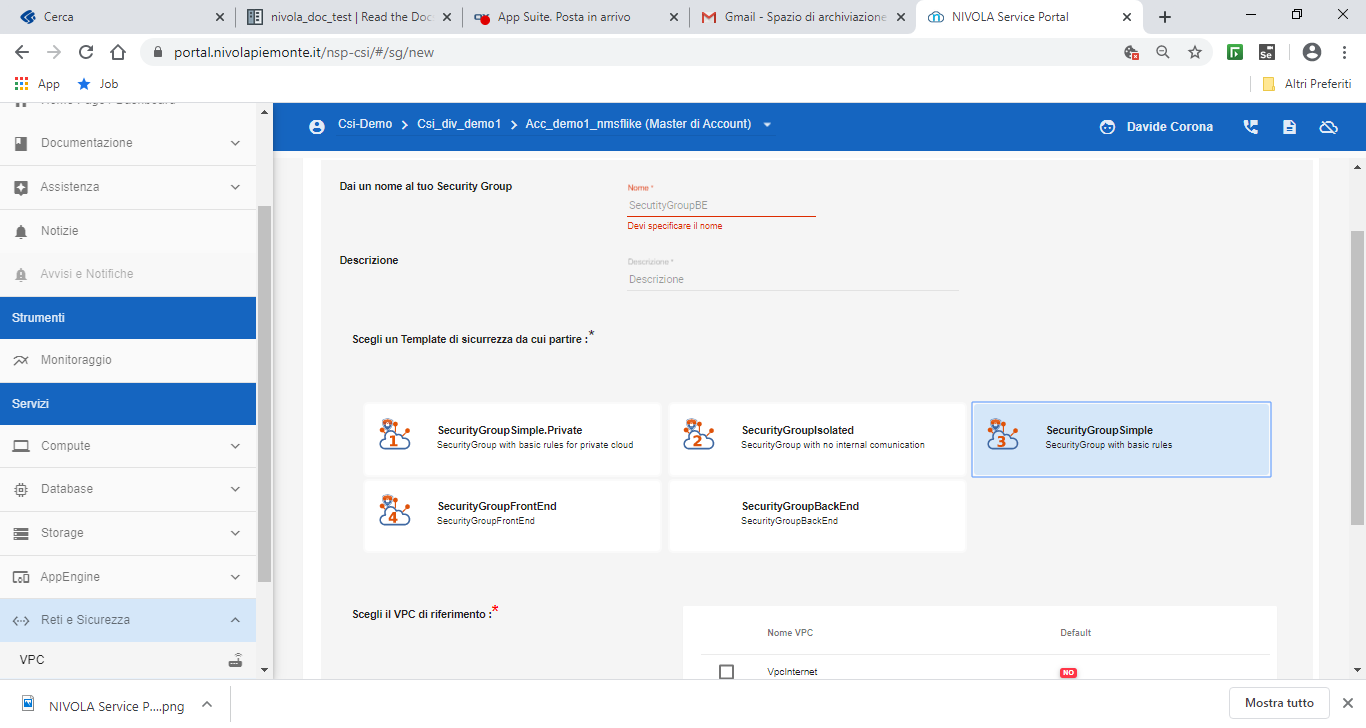 Cerca
nivola_doc_test | Read the Doc
App Suite. Posta in arrivo
Gmail - Spazio di archiviazione
NIVOLA Service Portal
portal.nivolapiemonte.it/nsp-csi/#/sg/new
Se
App
Job
Altri Preferiti
Home Page / Dashboard
Documentazione
Assistenza
Notizie
Avvisi e Notifiche
Strumenti
Monitoraggio
Servizi
Compute
Database
Storage
AppEngine
Reti e Sicurezza
VPC
Csi-Demo
Csi_div_demo1
Acc_demo1_nmsflike (Master di Account)
Davide Corona
Dai un nome al tuo Security Group
Nome *
SecutityGroupBE
Devi specificare il nome
Descrizione
Descrizione *
Descrizione
Scegli un Template di sicurrezza da cui partire :*
1
SecurityGroupSimple.Private
SecurityGroup with basic rules for private cloud
2
SecurityGroupIsolated
SecurityGroup with no internal comunication
3
SecurityGroupSimple
SecurityGroup with basic rules
4
SecurityGroupFrontEnd
SecurityGroupFrontEnd
SecurityGroupBackEnd
SecurityGroupBackEnd
Scegli il VPC di riferimento :*
Nome VPC
Default
VpcInternet
NO
NIVOLA Service P....png
Mostra tutto